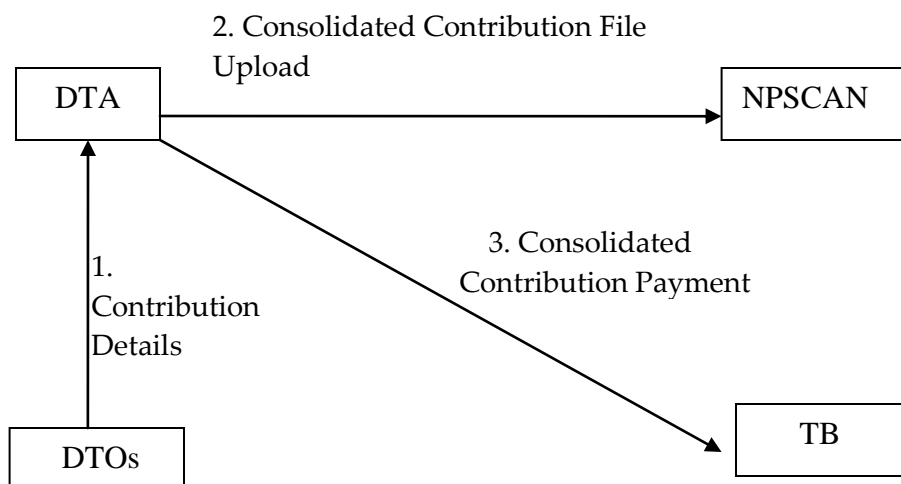 2. Consolidated Contribution File
Upload
DTA
NPSCAN
3. Consolidated
Contribution Payment
1.
Contribution
Details
TB
DTOs